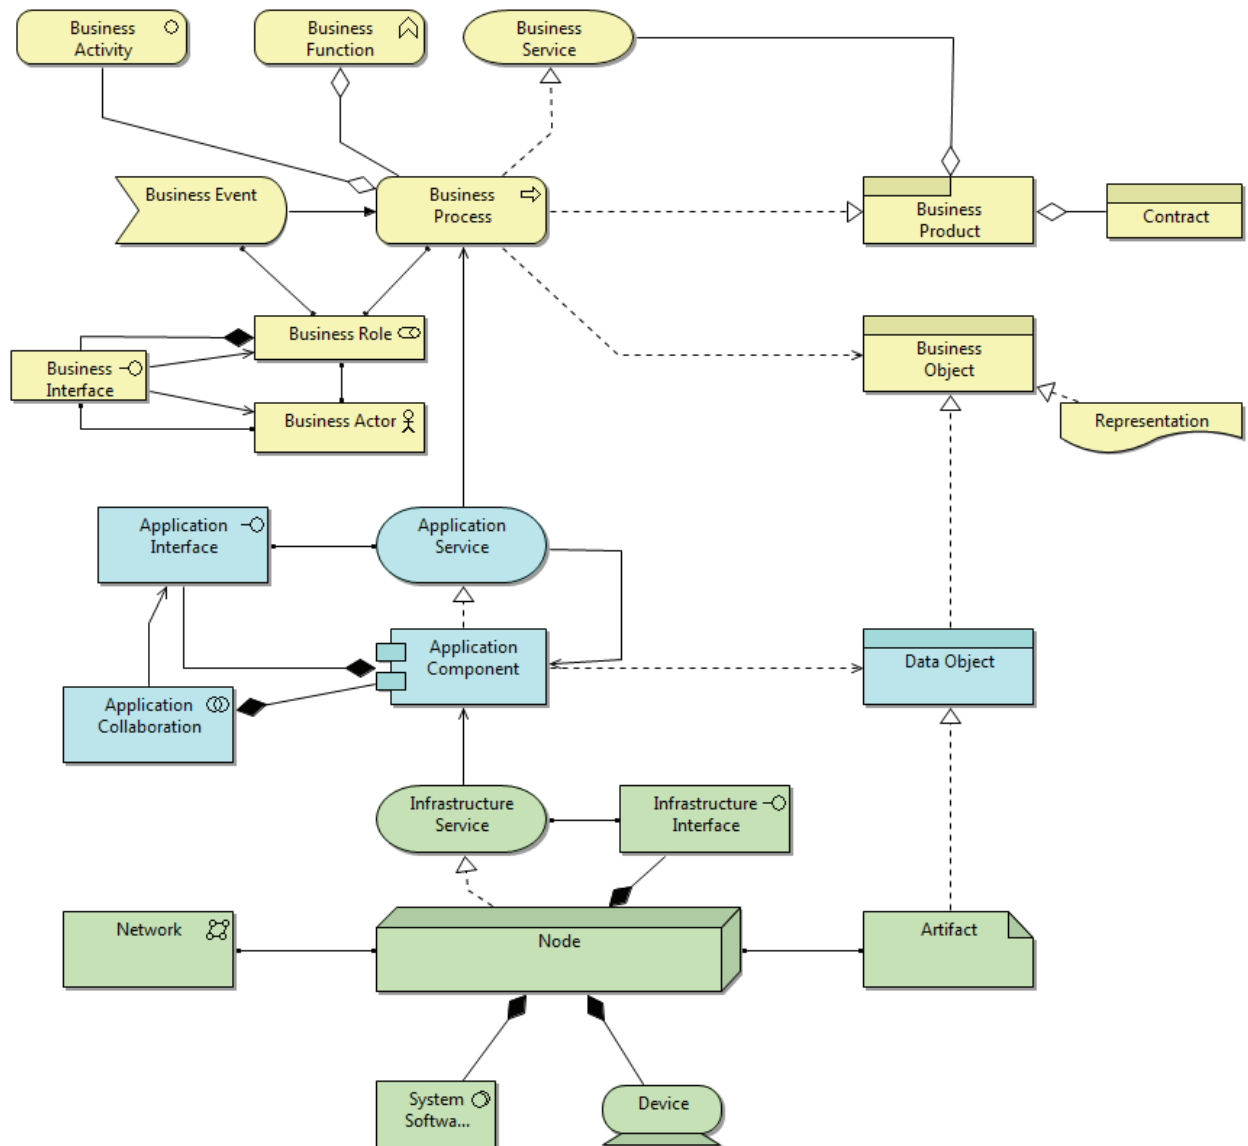 Business
Activity
Business
Function
Business
Service
Business Event
Business
Process
Business
Product
Contract
Business Role
Business
Interface
Business Actor
Business
Object
Representation
Application
Interface
Application
Service
Application
Component
Data Object
Application
Collaboration
Infrastructure
Service
Infrastructure
Interface
Network
Node
Artifact
System
Softwa...
Device